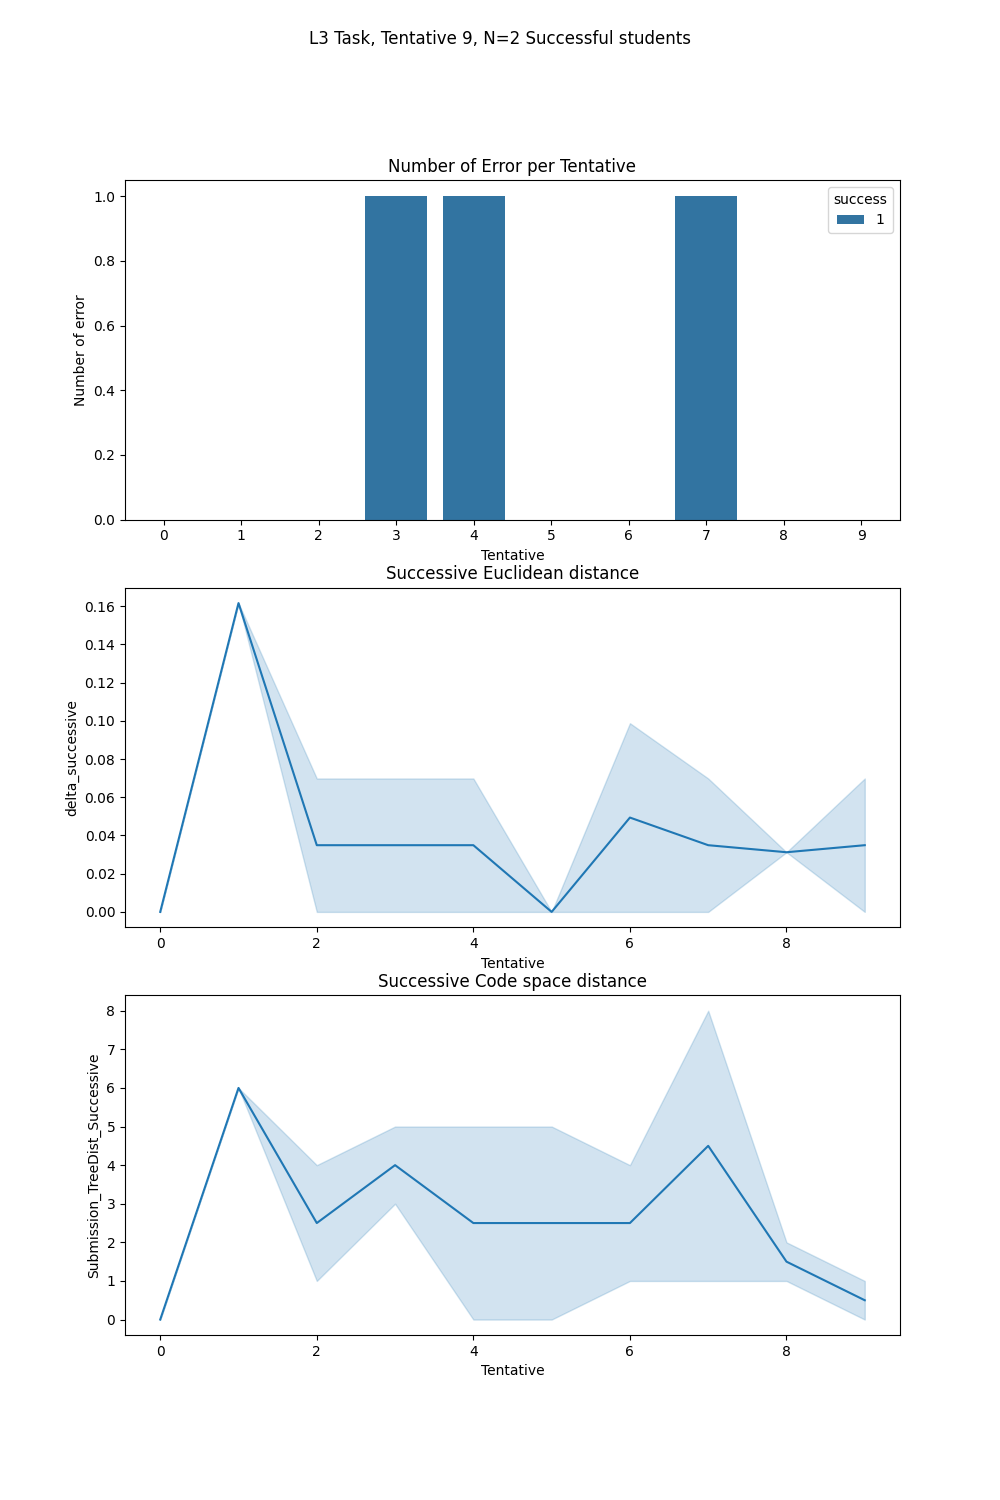 L3 Task, Tentative 9, N=2 Successful students
Number of Error per Tentative
success
1
Number of error
1.0
0.8
0.6
0.4
0.2
0.0
0 1 2 3 4 5 6 7 8 9
Tentative
Successive Euclidean distance
delta_successive
0.16
0.14
0.12
0.10
0.08
0.06
0.04
0.02
0.00
0 2 4 6 8
Tentative
Successive Code space distance
Submission_TreeDist_Successive
8
7
6
5
4
3
2
1
0
0 2 4 6 8
Tentative